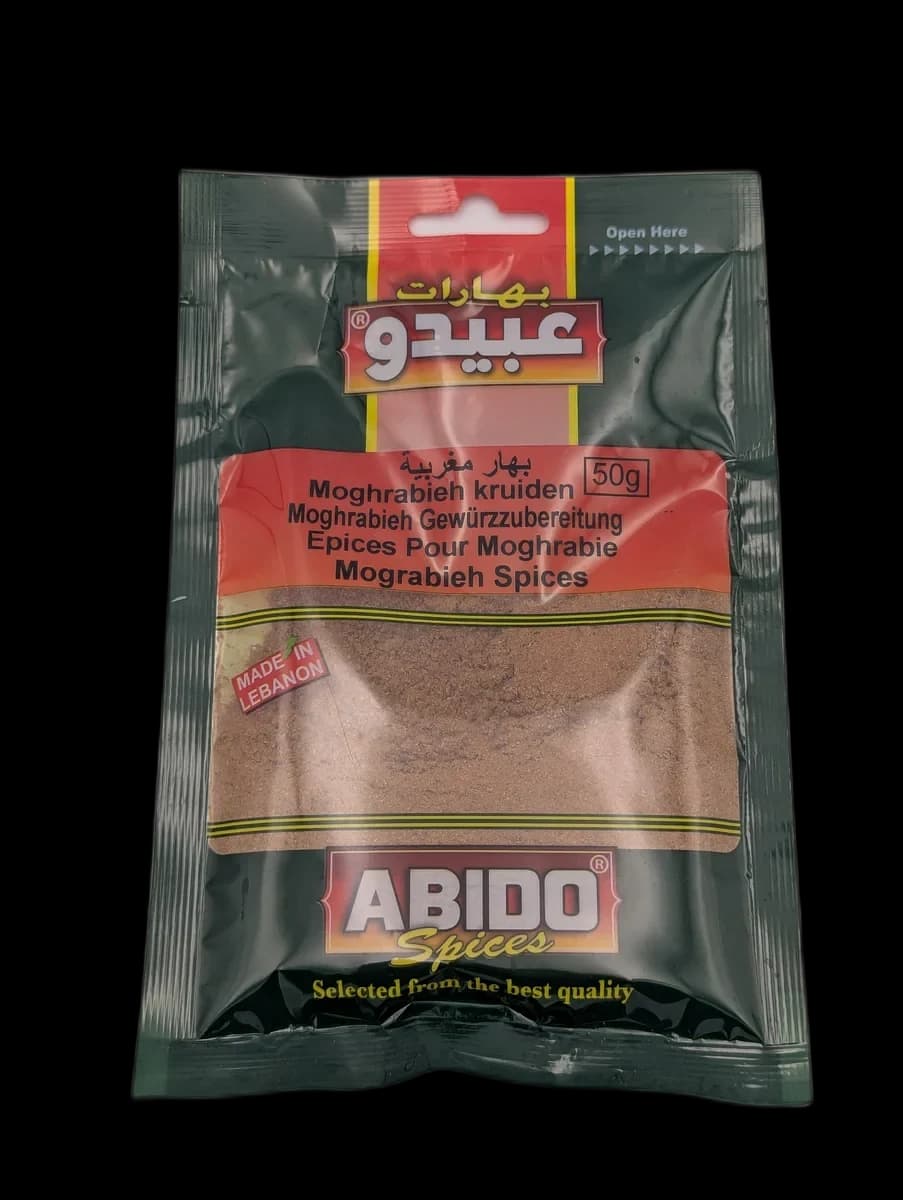 Open Here
بهارات
عبيدو®
بهار مغربية
50g
Moghrabieh kruiden
Moghrabieh Gewürzzubereitung
Epices Pour Moghrabie
Mograbieh Spices
MADE IN
LEBANON
ABIDO®
Spices
Selected from the best quality